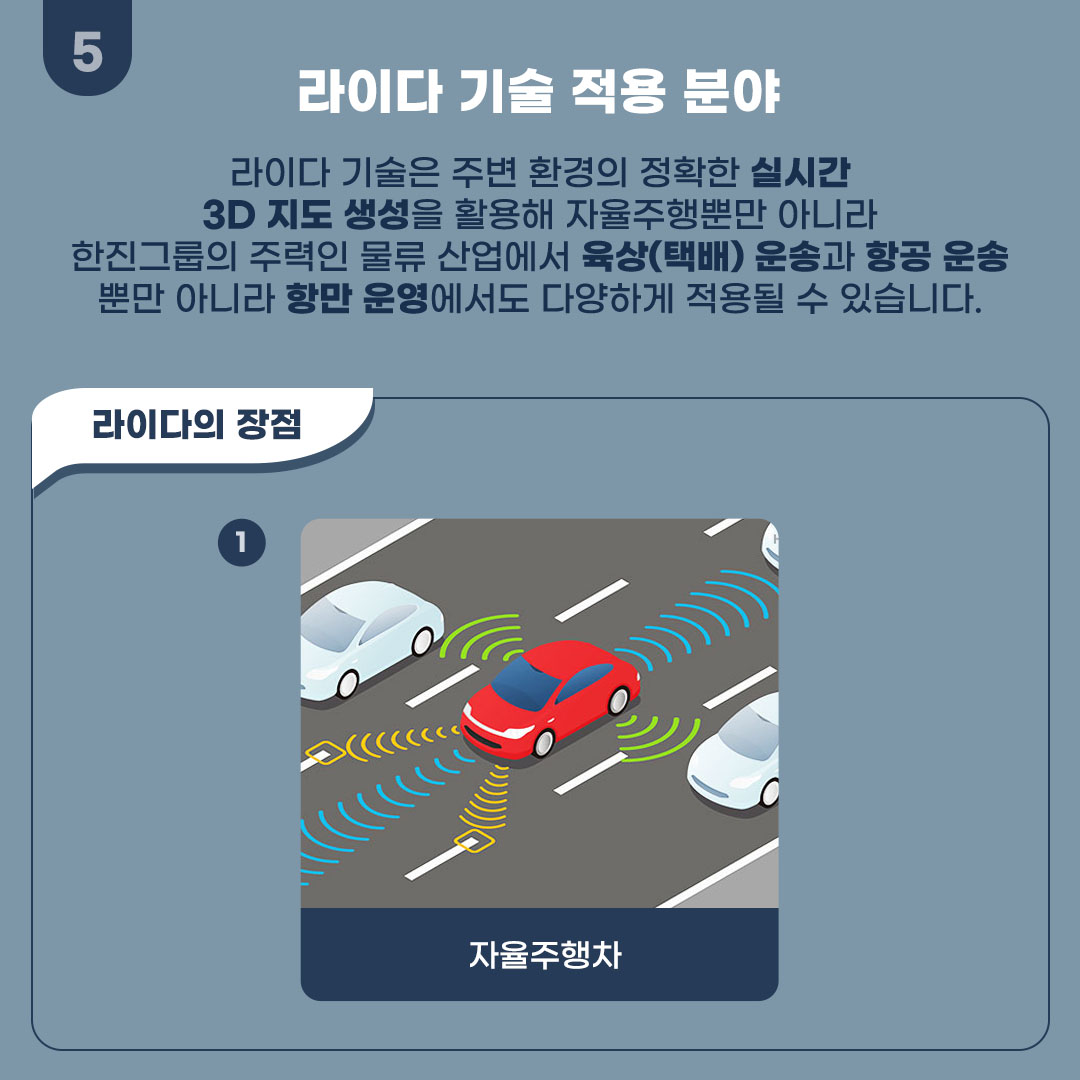 5
라이다 기술 적용 분야
라이다 기술은 주변 환경의 정확한 실시간
3D 지도 생성을 활용해 자율주행뿐만 아니라
한진그룹의 주력인 물류 산업에서 육상(택배) 운송과 항공 운송
뿐만 아니라 항만 운영에서도 다양하게 적용될 수 있습니다.
라이다의 장점
1
자율주행차